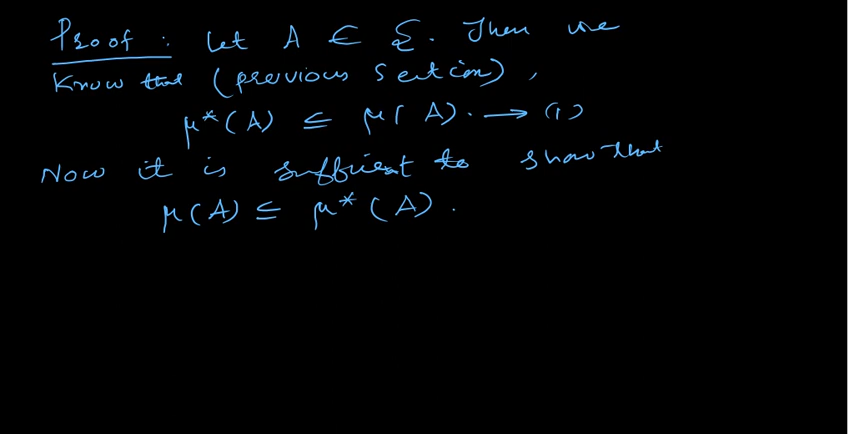 Proof : Let A ∈ Σ. Then we
Know that (previous section),
μ*(A) ≤ μ(A). → (1)
Now it is sufficient to show that
μ(A) ≤ μ*(A).